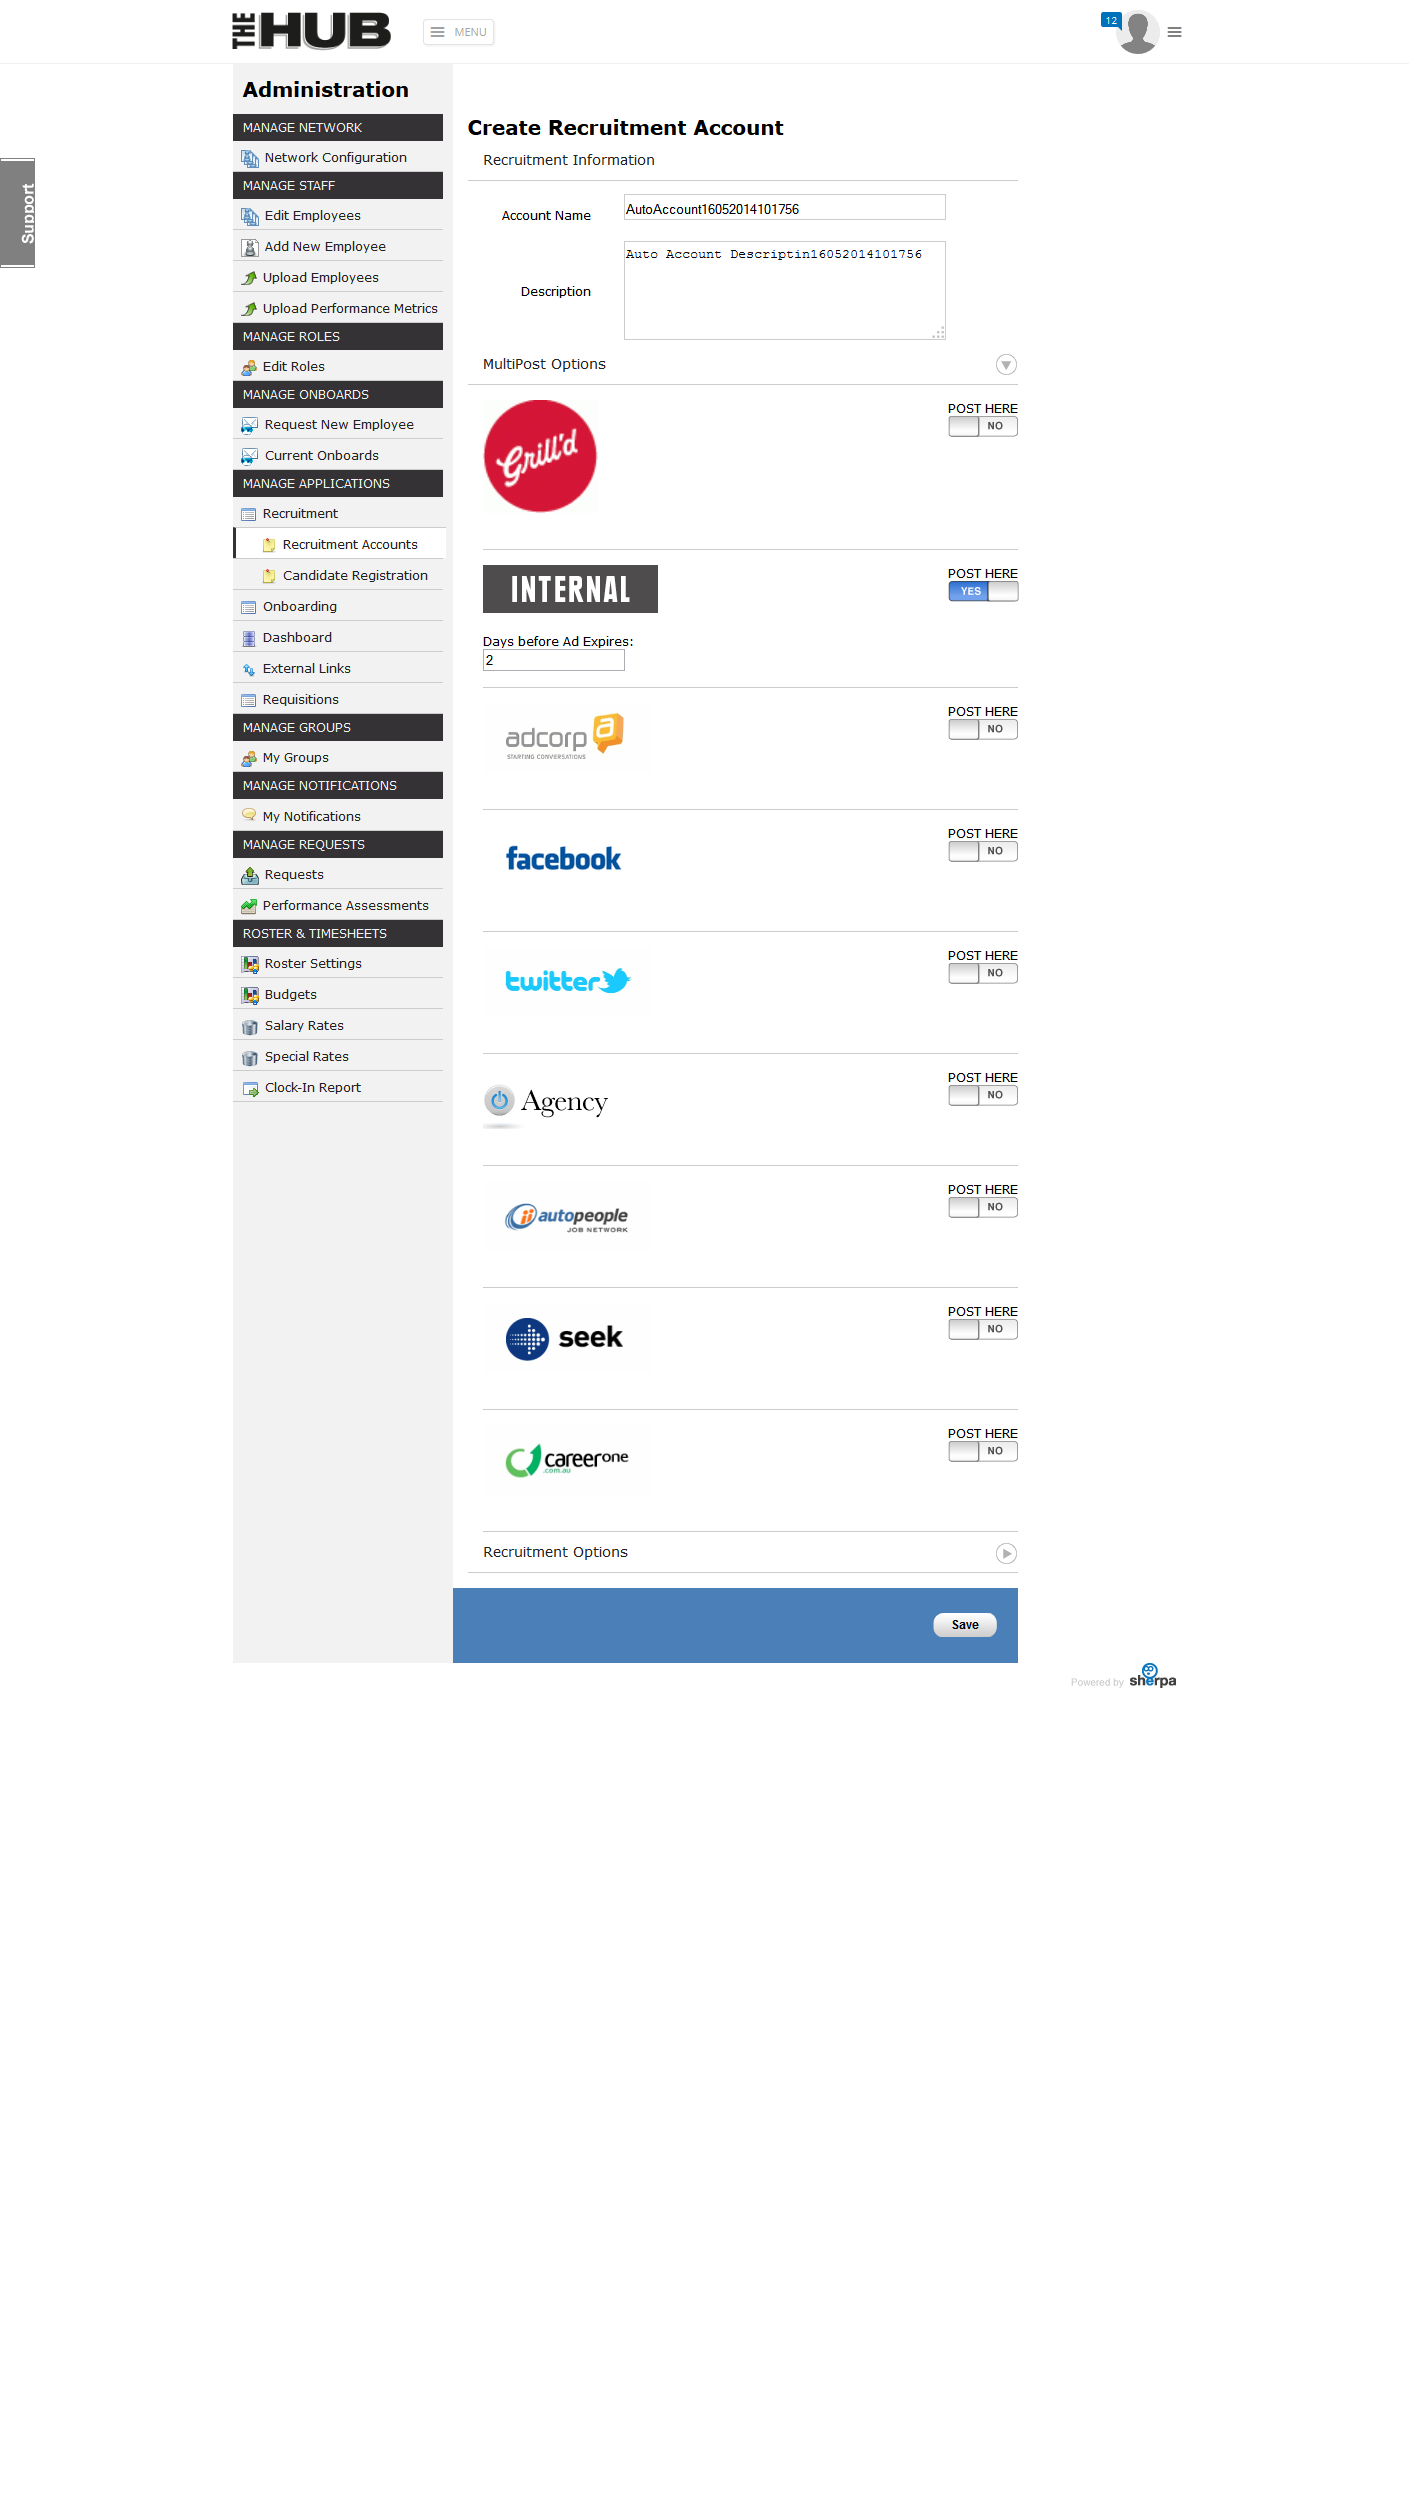 THE HUB
MENU
12
Support
Administration
MANAGE NETWORK
Network Configuration
MANAGE STAFF
Edit Employees
Add New Employee
Upload Employees
Upload Performance Metrics
MANAGE ROLES
Edit Roles
MANAGE ONBOARDS
Request New Employee
Current Onboards
MANAGE APPLICATIONS
Recruitment
Recruitment Accounts
Candidate Registration
Onboarding
Dashboard
External Links
Requisitions
MANAGE GROUPS
My Groups
MANAGE NOTIFICATIONS
My Notifications
MANAGE REQUESTS
Requests
Performance Assessments
ROSTER & TIMESHEETS
Roster Settings
Budgets
Salary Rates
Special Rates
Clock-In Report
Create Recruitment Account
Recruitment Information
Account Name
AutoAccount16052014101756
Description
Auto Account Descriptin16052014101756
MultiPost Options
Grill'd
POST HERE
NO
INTERNAL
POST HERE
YES
Days before Ad Expires:
2
adcorp a
STARTING CONVERSATIONS
POST HERE
NO
facebook
POST HERE
NO
twitter
POST HERE
NO
Agency
POST HERE
NO
autopeople
JOB NETWORK
POST HERE
NO
seek
POST HERE
NO
careerone
.com.au
POST HERE
NO
Recruitment Options
Save
Powered by sherpa